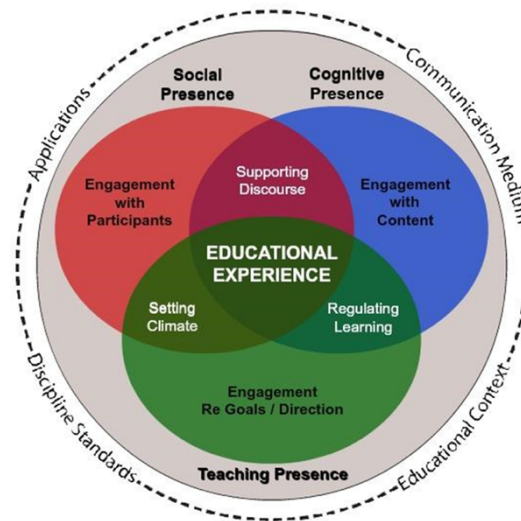 Social
Presence
Cognitive
Presence
Applications
Communication Medium
Supporting
Discourse
Engagement
with
Participants
Engagement
with
Content
EDUCATIONAL
EXPERIENCE
Setting
Climate
Regulating
Learning
Engagement
Re Goals / Direction
Teaching Presence
Discipline Standards
Educational Context